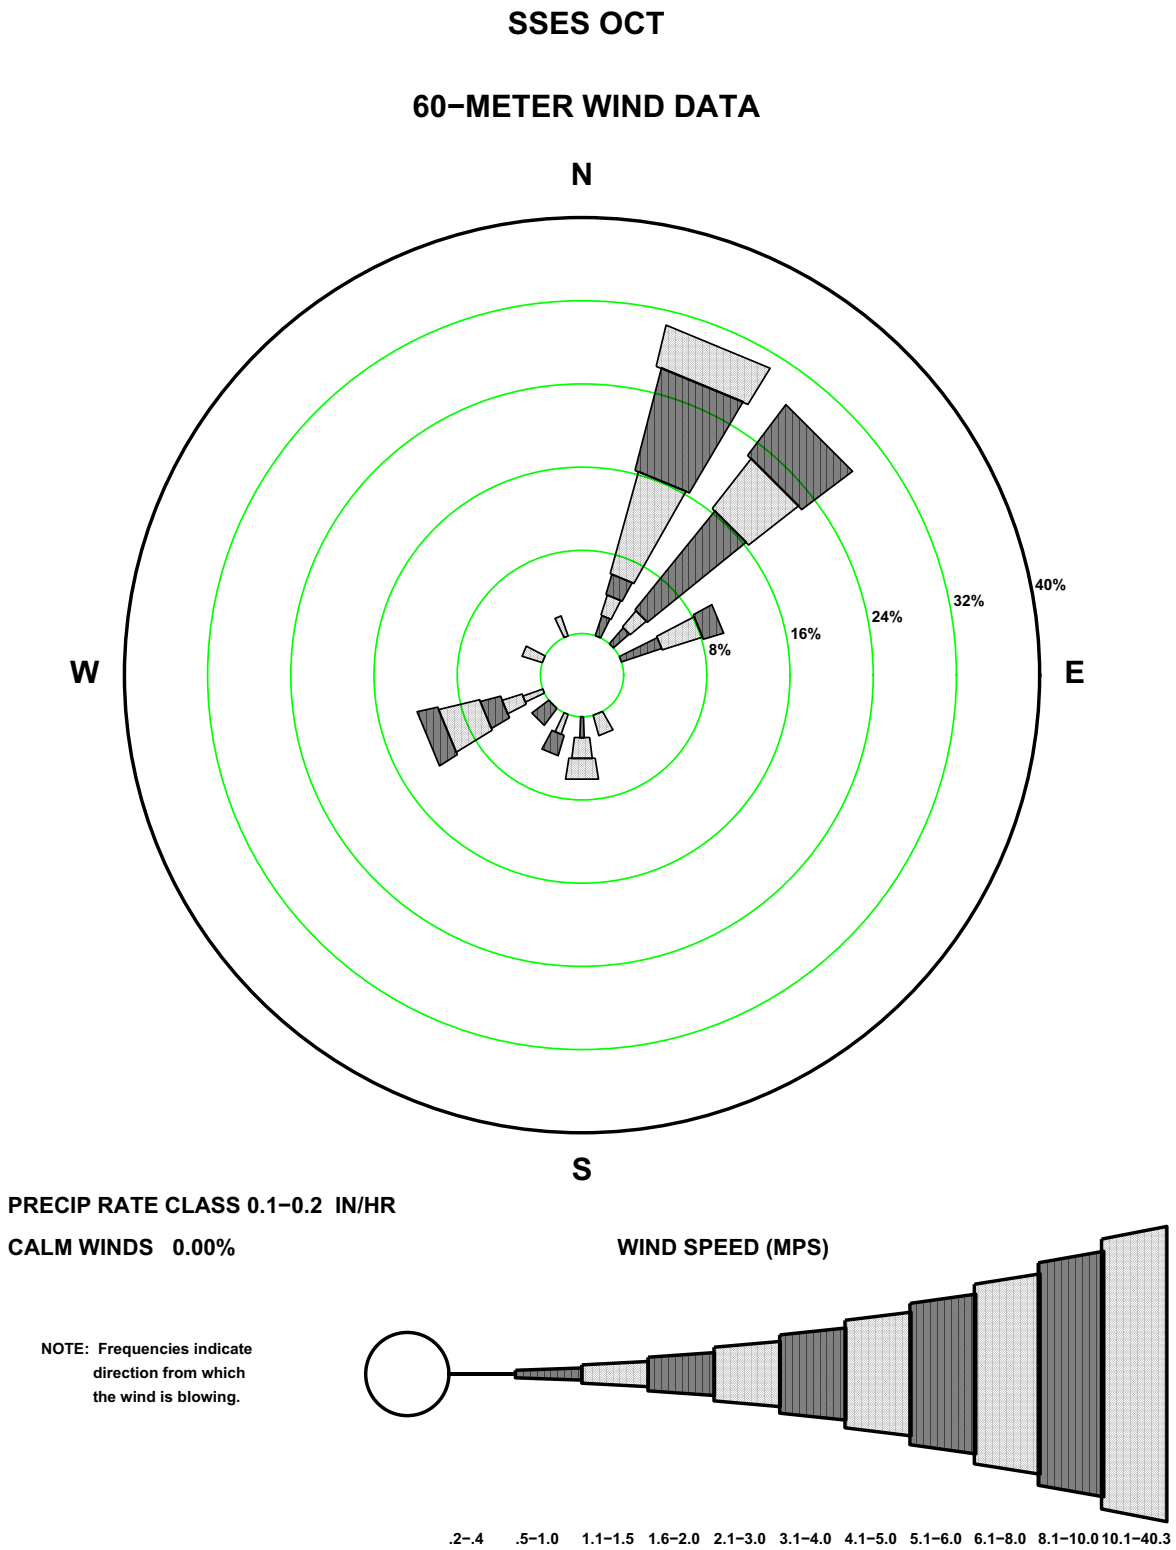 SSES OCT
60−METER WIND DATA
N
40%
32%
24%
16%
8%
W
E
S
PRECIP RATE CLASS 0.1−0.2 IN/HR
CALM WINDS 0.00%
WIND SPEED (MPS)
NOTE: Frequencies indicate
direction from which
the wind is blowing.
.2−.4 .5−1.0 1.1−1.5 1.6−2.0 2.1−3.0 3.1−4.0 4.1−5.0 5.1−6.0 6.1−8.0 8.1−10.0 10.1−40.3